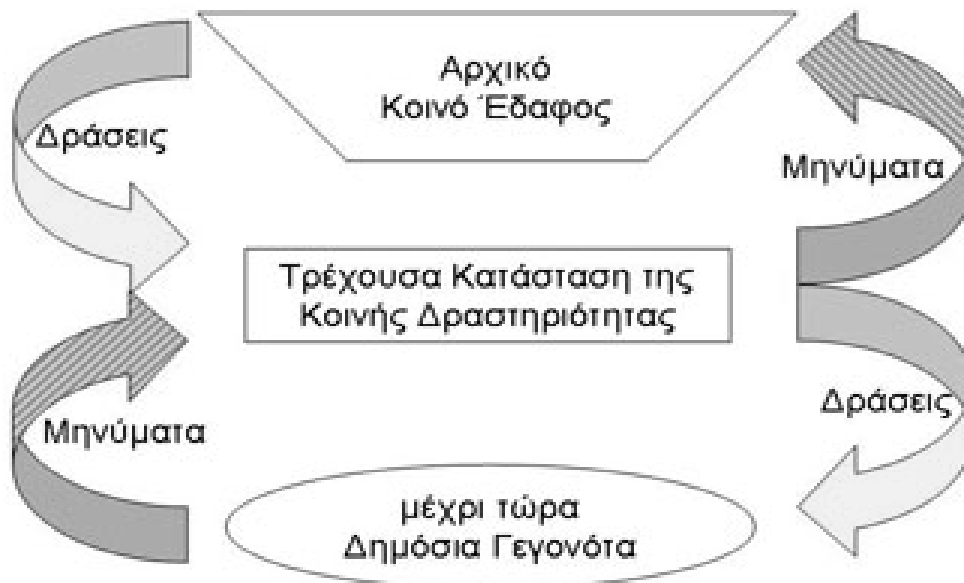 Αρχικό
Κοινό Έδαφος
Δράσεις
Μηνύματα
Τρέχουσα Κατάσταση της
Κοινής Δραστηριότητας
Μηνύματα
Δράσεις
μέχρι τώρα
Δημόσια Γεγονότα